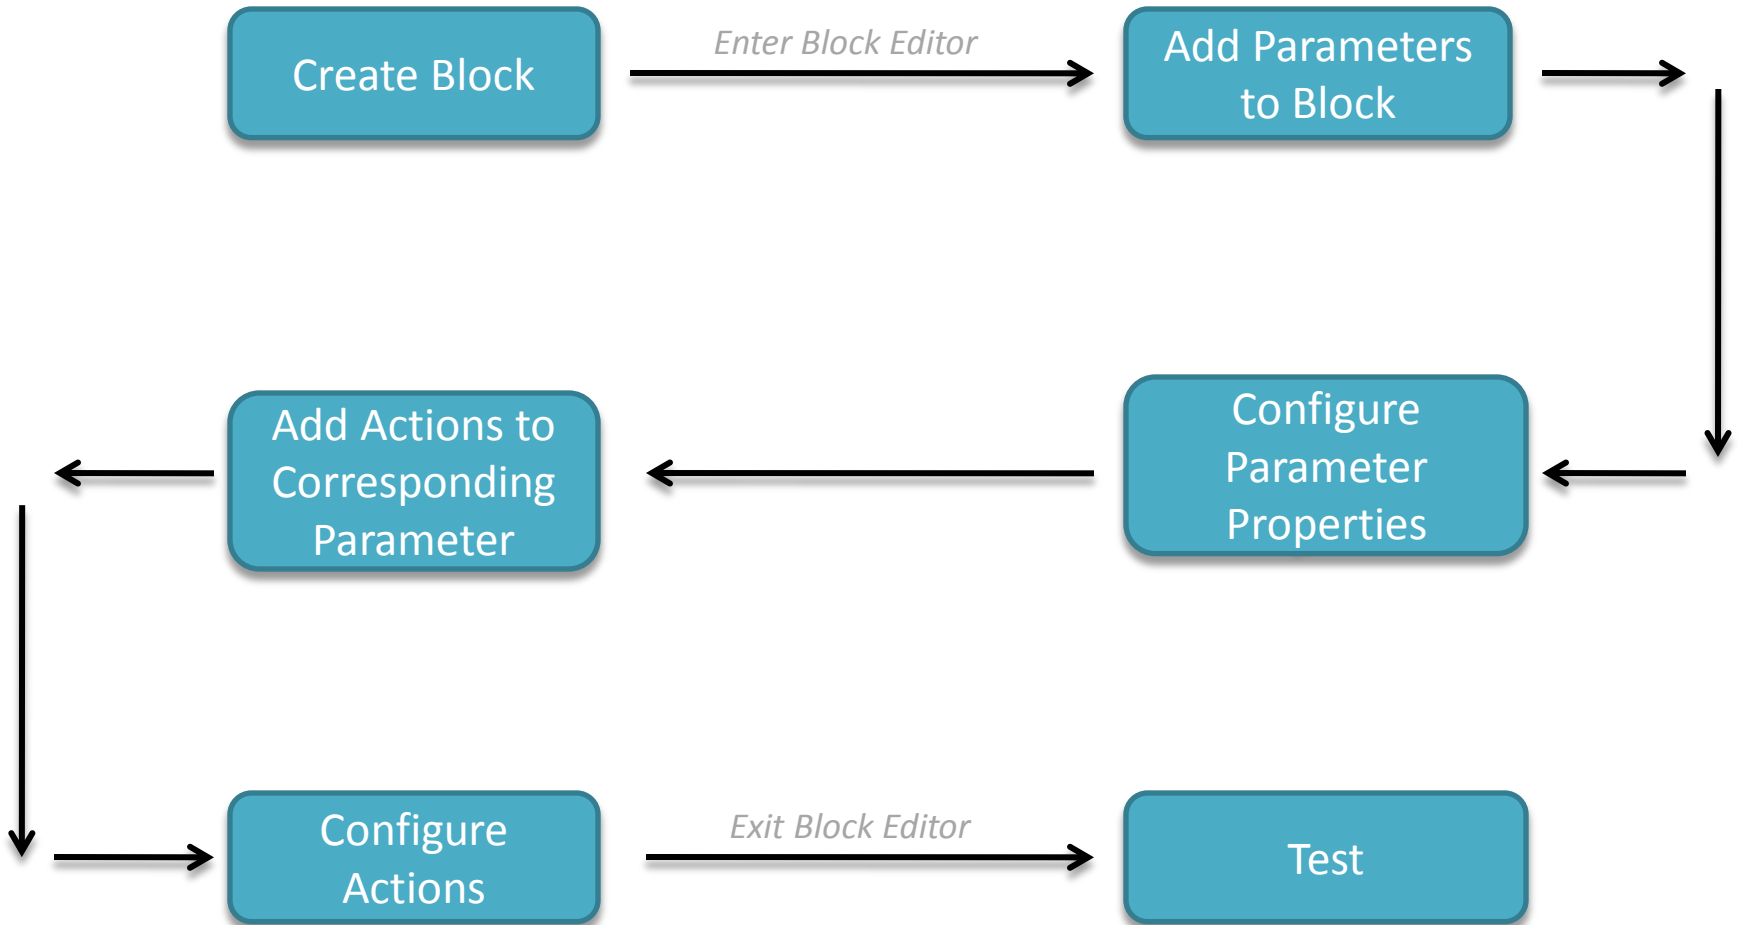 Create Block
Enter Block Editor
Add Parameters
to Block
Configure
Parameter
Properties
Add Actions to
Corresponding
Parameter
Configure
Actions
Exit Block Editor
Test